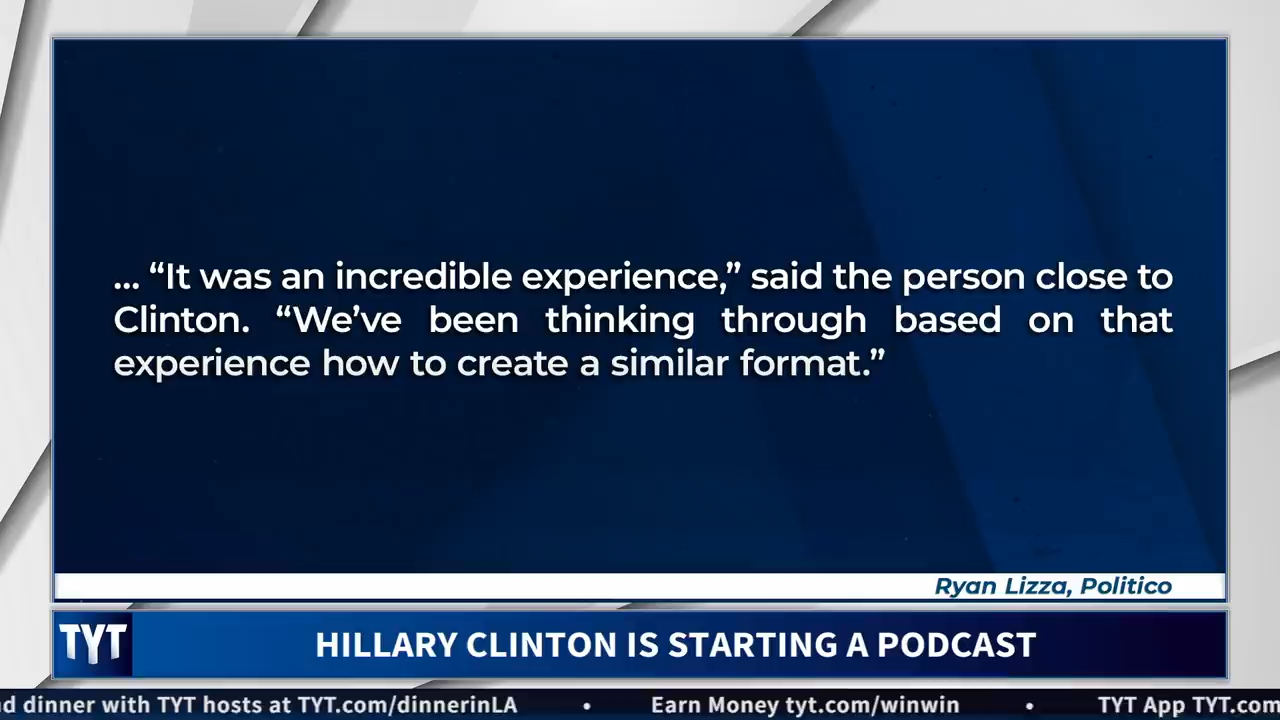 ... “It was an incredible experience,” said the person close to
Clinton. “We’ve been thinking through based on that
experience how to create a similar format.”
Ryan Lizza, Politico
TYT
HILLARY CLINTON IS STARTING A PODCAST
d dinner with TYT hosts at TYT.com/dinnerinLA • Earn Money tyt.com/winwin • TYT App TYT.com